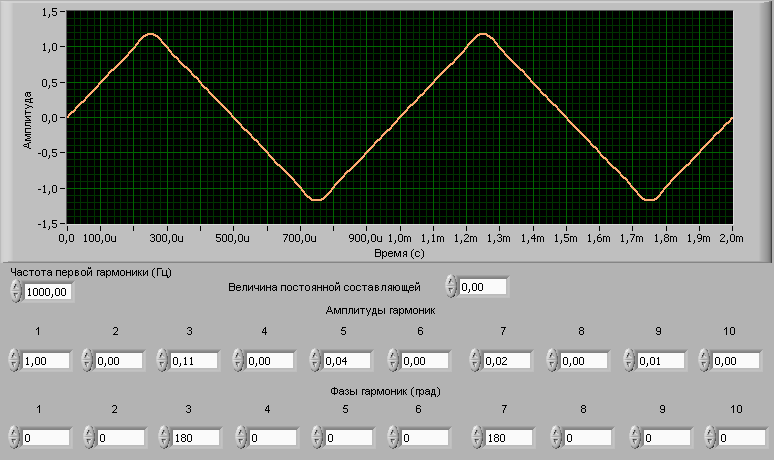 1,5
1,0
0,5
0,0
-0,5
-1,0
-1,5
Амплитуда
0,0 100,0u 300,0u 500,0u 700,0u 900,0u 1,0m 1,1m 1,2m 1,3m 1,4m 1,5m 1,6m 1,7m 1,8m 1,9m 2,0m
Время (с)
Частота первой гармоники (Гц)
1000,00
Величина постоянной составляющей 0,00
Амплитуды гармоник
1 2 3 4 5 6 7 8 9 10
1,00 0,00 0,11 0,00 0,04 0,00 0,02 0,00 0,01 0,00
Фазы гармоник (град)
1 2 3 4 5 6 7 8 9 10
0 0 180 0 0 0 180 0 0 0